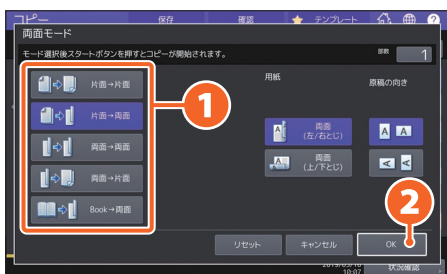 コピー 保存 確認 テンプレート
両面モード
モード選択後スタートボタンを押すとコピーが開始されます。 部数 1
用紙 原稿の向き
片面→片面
1
片面→両面
両面
(左/右とじ)
A A A
両面→両面
両面
(上/下とじ)
A A A
両面→片面
Book→両面
2
リセット キャンセル OK
10:07 状況確認